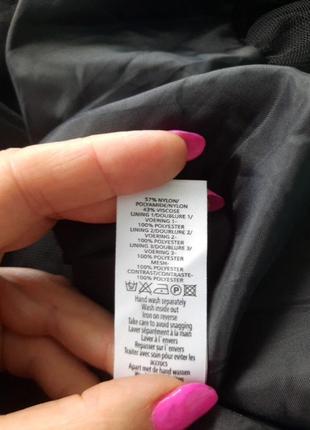 57% NYLON/
POLYAMIDE/NYLON
43% VISCOSE
LINING 1/DOUBLURE 1/
VOERING 1-
100% POLYESTER
LINING 2/DOUBLURE 2/
VOERING 2-
100% POLYESTER
LINING 3/DOUBLURE 3/
VOERING 3-
100% POLYESTER
MESH-
100% POLYESTER
CONTRAST/CONTRASTE-
100% POLYESTER
Hand wash separately
Wash inside out
Iron on reverse
Take care to avoid snagging
Laver séparément à la main
Laver à l'envers
Repasser sur l'envers
Traiter avec soin pour éviter les
accrocs
Apart met de hand wassen